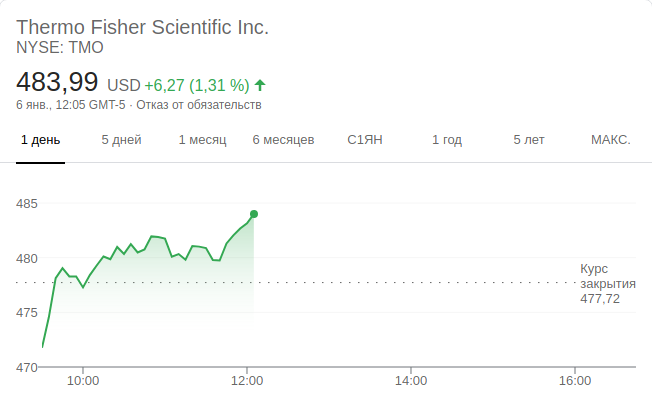 Thermo Fisher Scientific Inc.
NYSE: TMO
483,99 USD +6,27 (1,31 %)
6 янв., 12:05 GMT-5 · Отказ от обязательств
1 день 5 дней 1 месяц 6 месяцев С1ЯН 1 год 5 лет МАКС.
485
480
475
470
Курс
закрытия
477,72
10:00 12:00 14:00 16:00